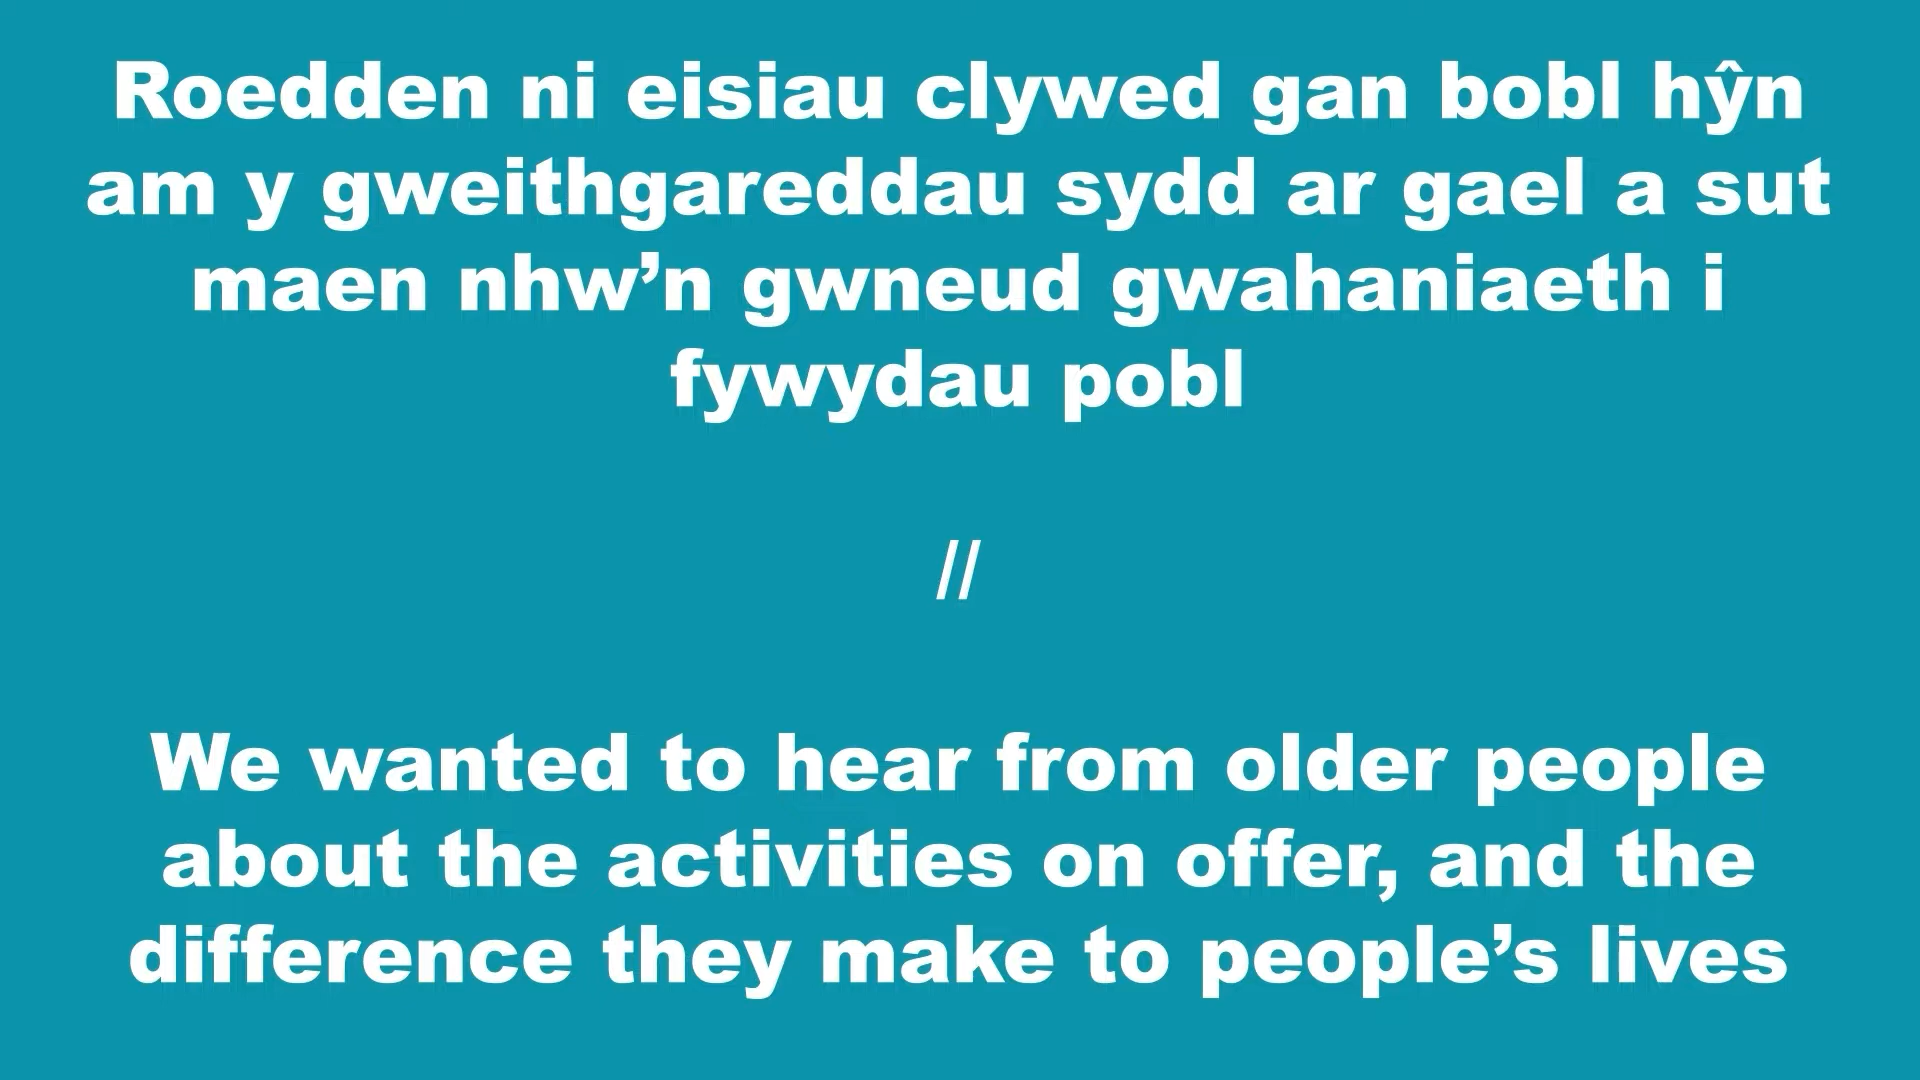 Roedden ni eisiau clywed gan bobl hŷn
am y gweithgareddau sydd ar gael a sut
maen nhw’n gwneud gwahaniaeth i
fywydau pobl
//
We wanted to hear from older people
about the activities on offer, and the
difference they make to people’s lives